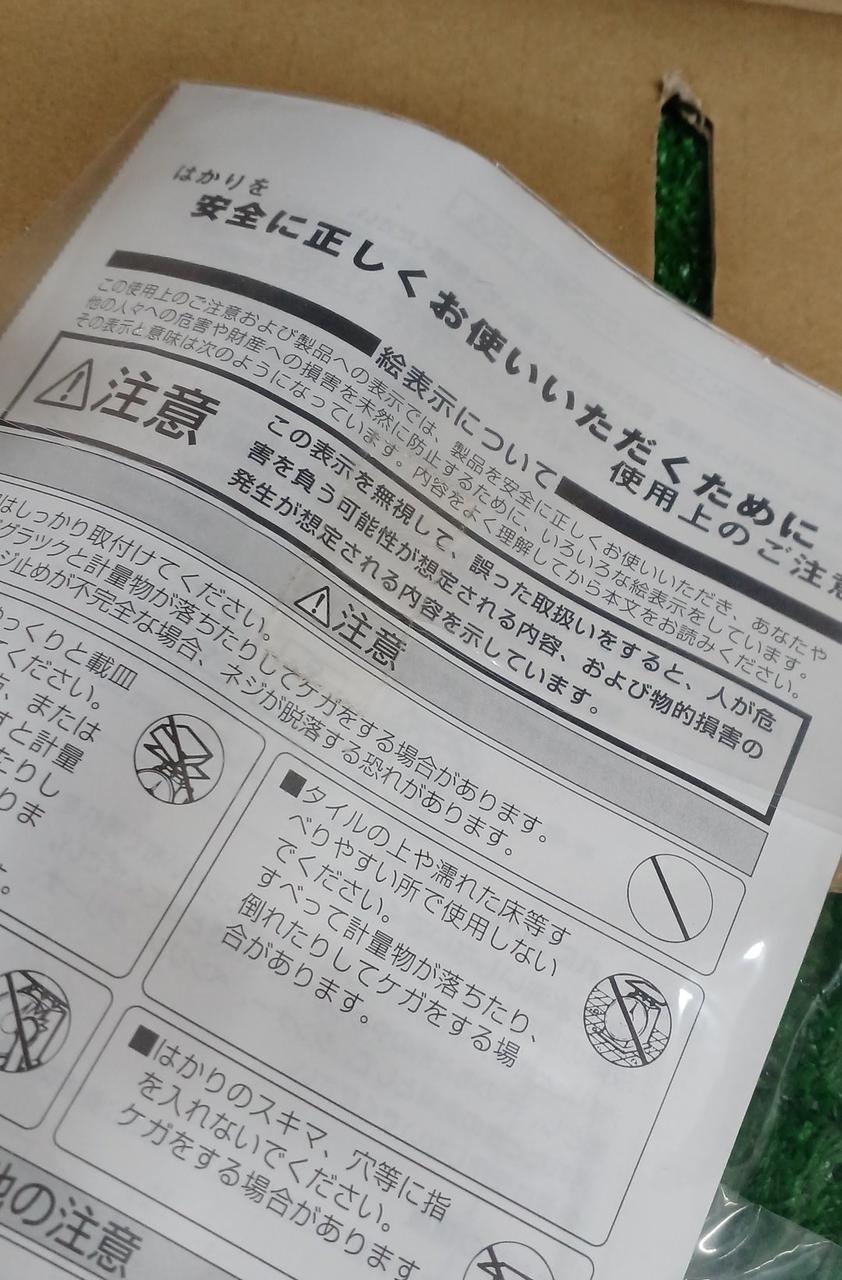 はかりを
安全に正しくお使いいただくために
使用上のご注意
絵表示について
この使用上のご注意および製品への表示では、製品を安全に正しくお使いいただき、あなたや
他の人々への危害や財産への損害を未然に防止するために、いろいろな絵表示をしています。
その表示と意味は次のようになっています。内容をよく理解してから本文をお読みください。
注意
この表示を無視して、誤った取扱いをすると、人が危
害を負う可能性が想定される内容、および物的損害の
発生が想定される内容を示しています。
注意
はしっかり取付けてください。
グラックと計量物が落ちたりしてケガをする場合があります。
ジ止めが不完全な場合、ネジが脱落する恐れがあります。
ゆっくりと載皿
てください。
、または
すと計量
たりし
りま
。
■タイルの上や濡れた床等す
べりやすい所で使用しない
でください。
すべって計量物が落ちたり、
倒れたりしてケガをする場
合があります。
■はかりのスキマ、穴等に指
を入れないでください。
ケガをする場合があります
他の注意